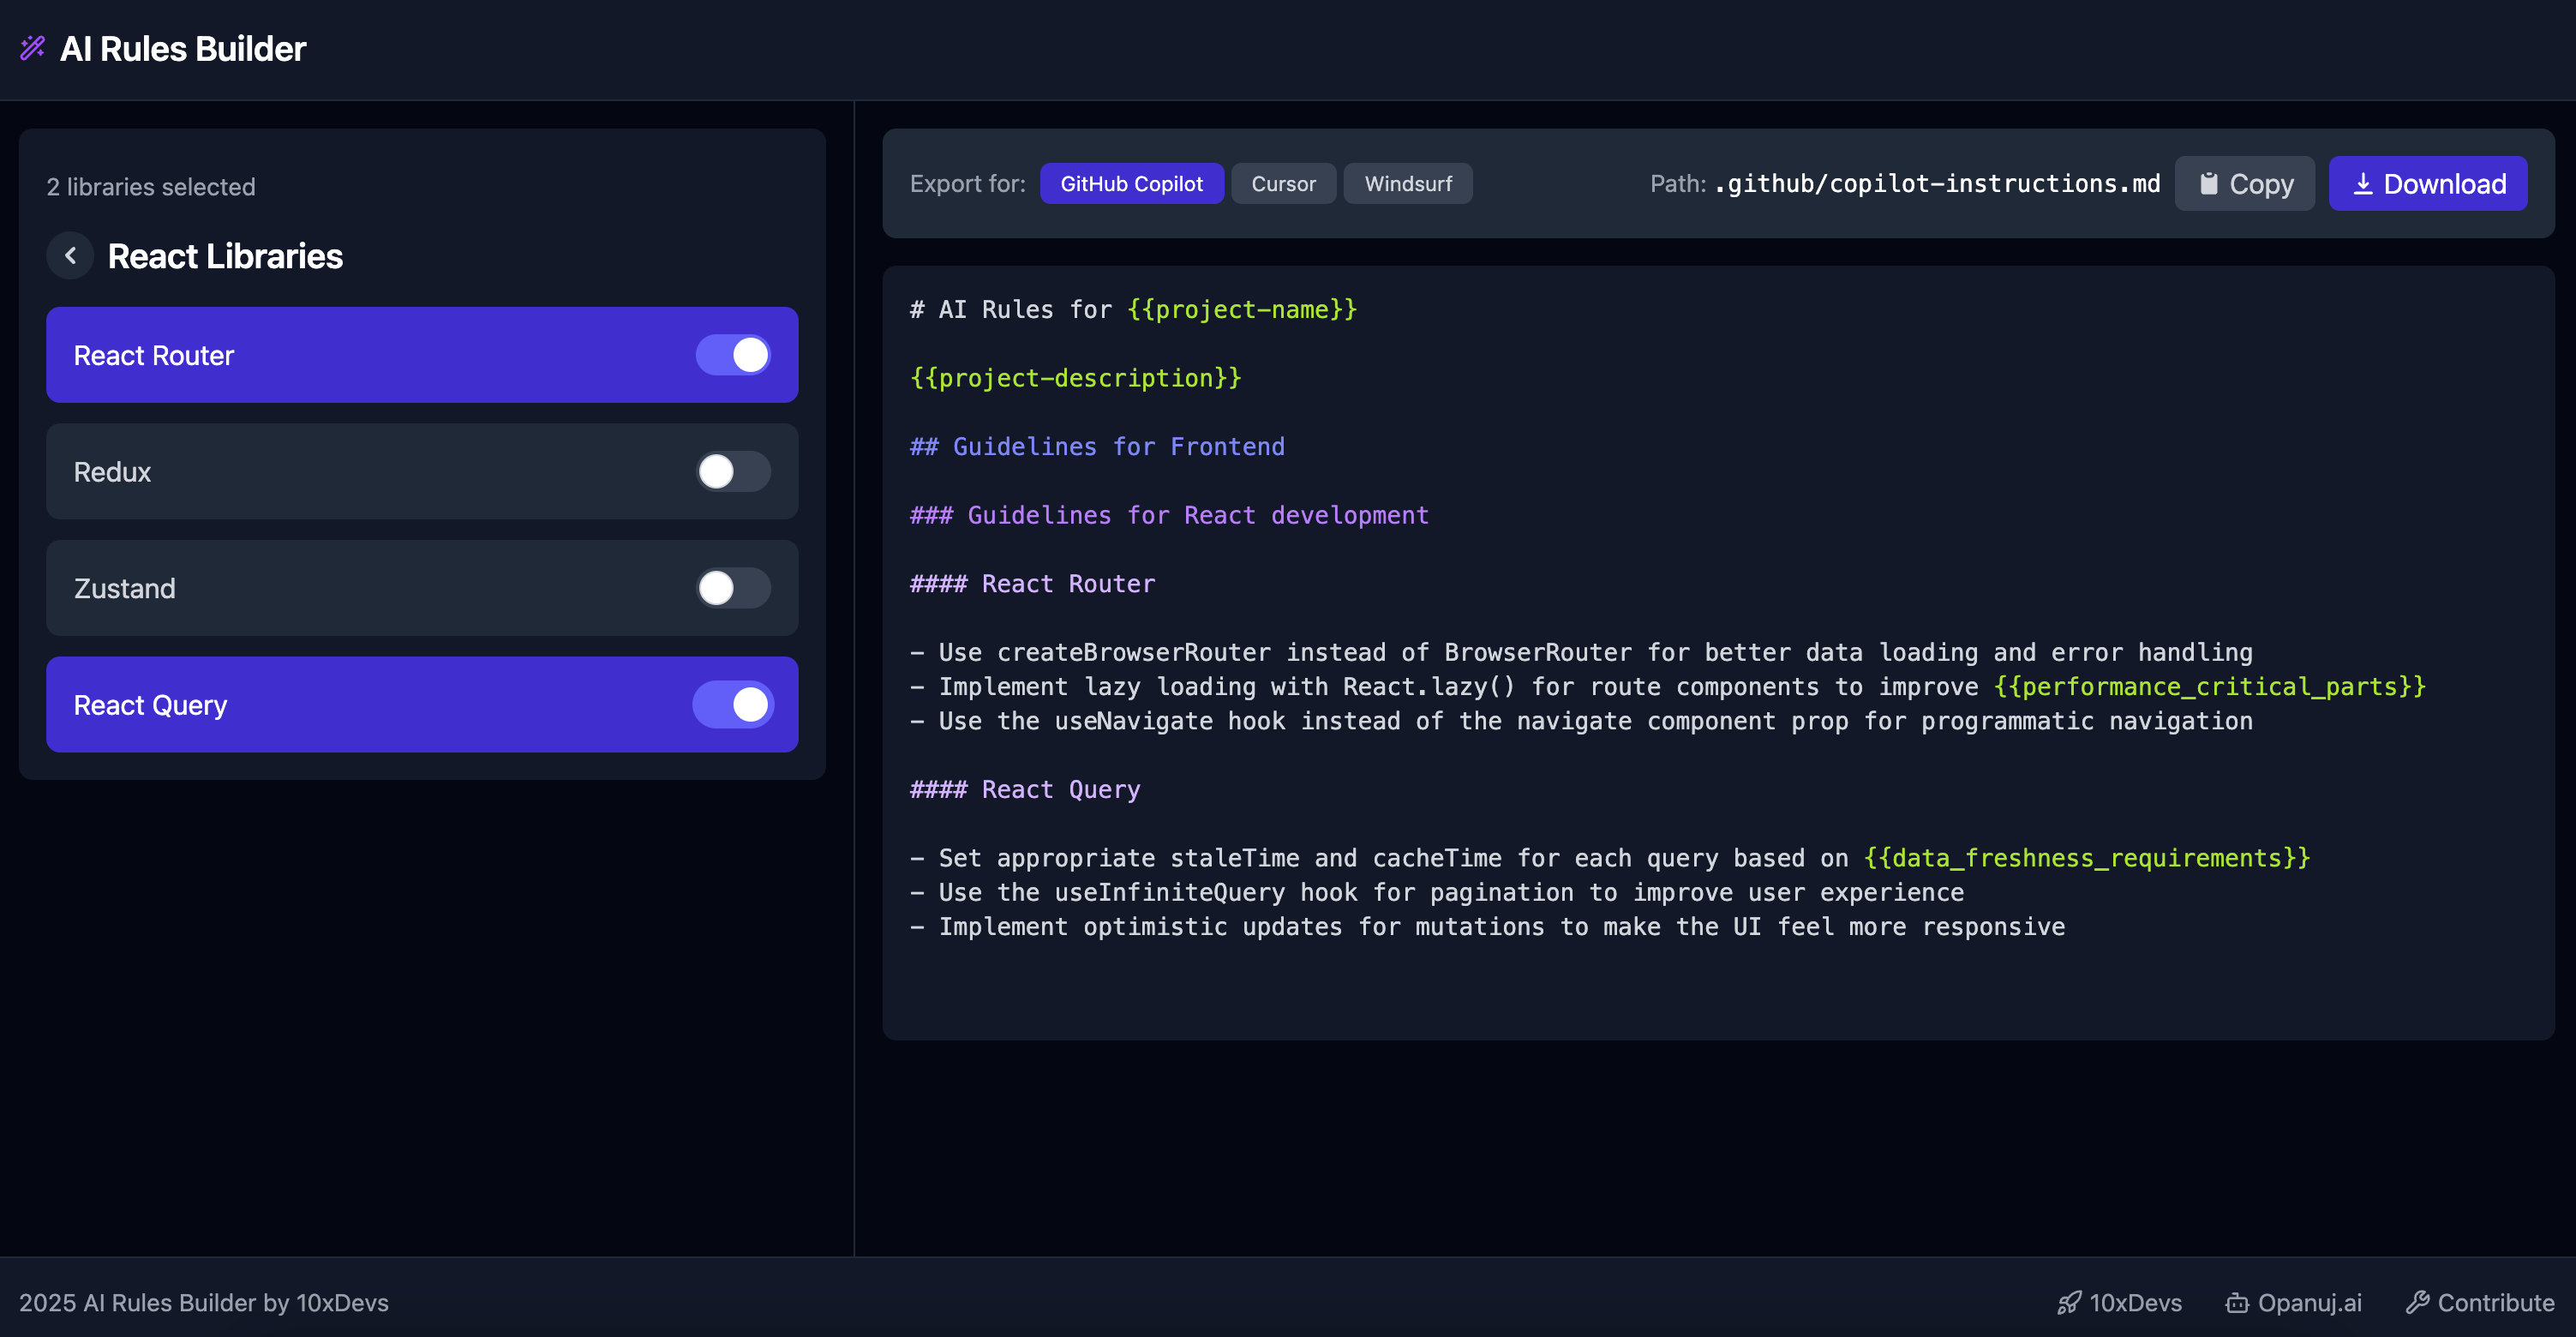 AI Rules Builder
2 libraries selected
React Libraries
React Router
Redux
Zustand
React Query
Export for: GitHub Copilot Cursor Windsurf
Path: .github/copilot-instructions.md Copy Download
# AI Rules for {{project-name}}
{{project-description}}
## Guidelines for Frontend
### Guidelines for React development
#### React Router
- Use createBrowserRouter instead of BrowserRouter for better data loading and error handling
- Implement lazy loading with React.lazy() for route components to improve {{performance_critical_parts}}
- Use the useNavigate hook instead of the navigate component prop for programmatic navigation
#### React Query
- Set appropriate staleTime and cacheTime for each query based on {{data_freshness_requirements}}
- Use the useInfiniteQuery hook for pagination to improve user experience
- Implement optimistic updates for mutations to make the UI feel more responsive
2025 AI Rules Builder by 10xDevs
10xDevs Opanuj.ai Contribute